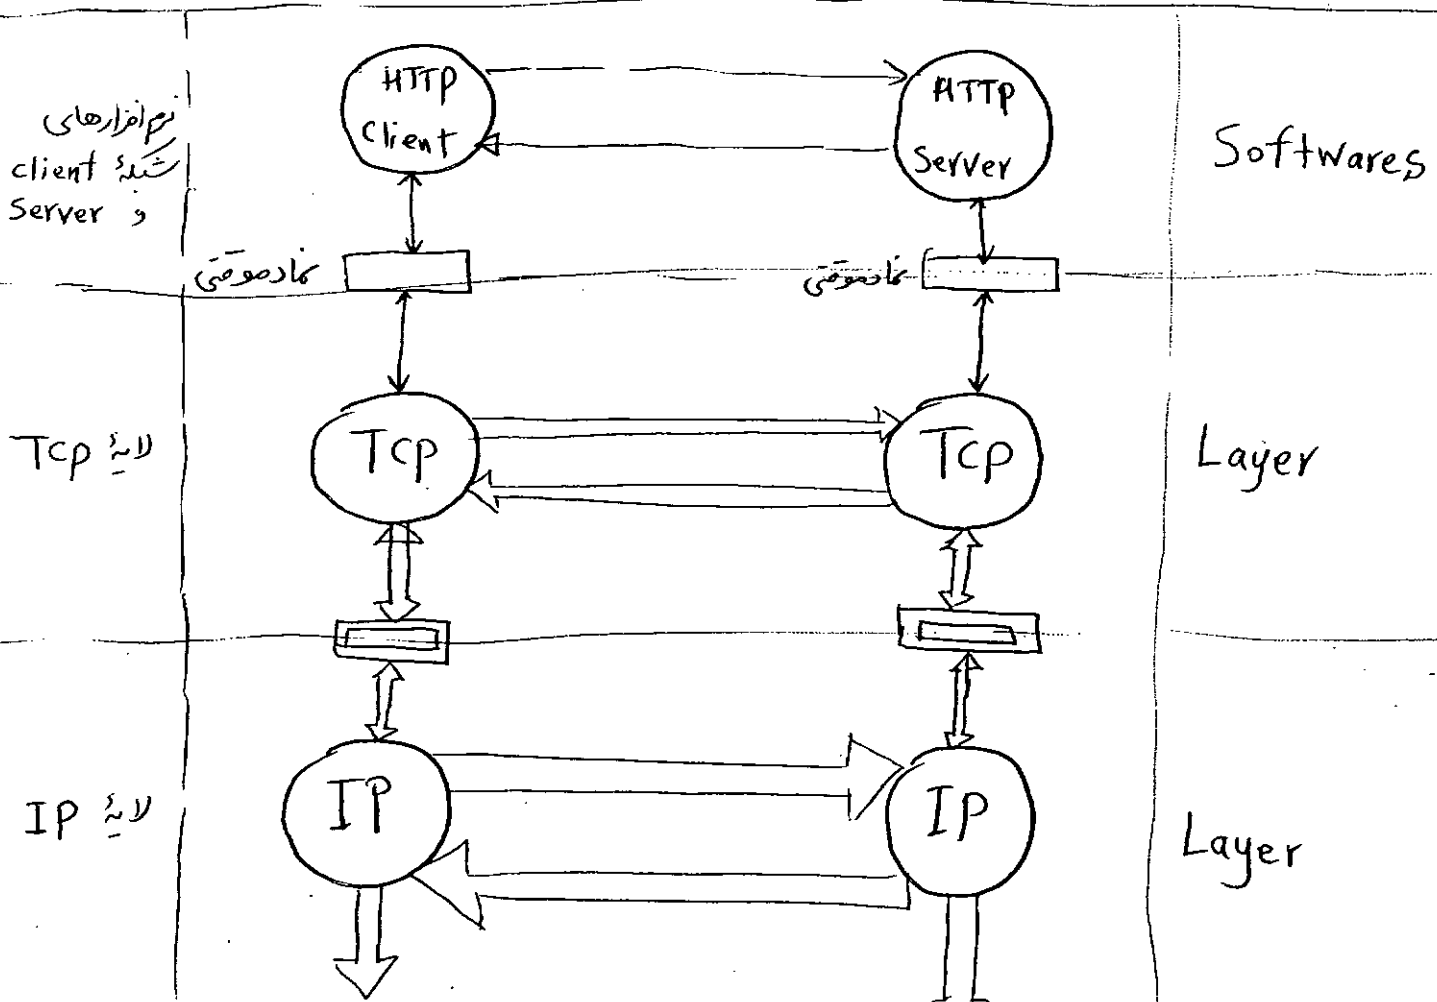 HTTP
Client
HTTP
Server
نرم‌افزارهای
شبکهٔ client
و Server
Softwares
نماد موقتی
نماد موقتی
لایهٔ TCP
TCP
TCP
Layer
لایهٔ IP
IP
IP
Layer